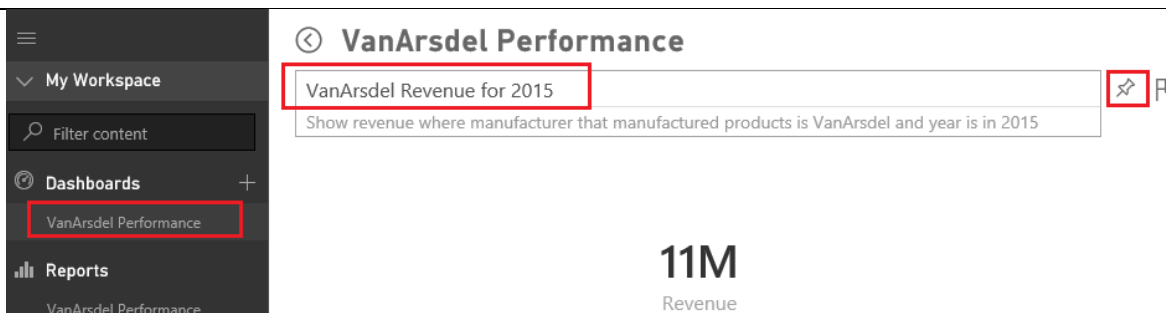 VanArsdel Performance
My Workspace
VanArsdel Revenue for 2015
Filter content
Show revenue where manufacturer that manufactured products is VanArsdel and year is in 2015
Dashboards
VanArsdel Performance
11M
Reports
Revenue
VanArsdel Performance